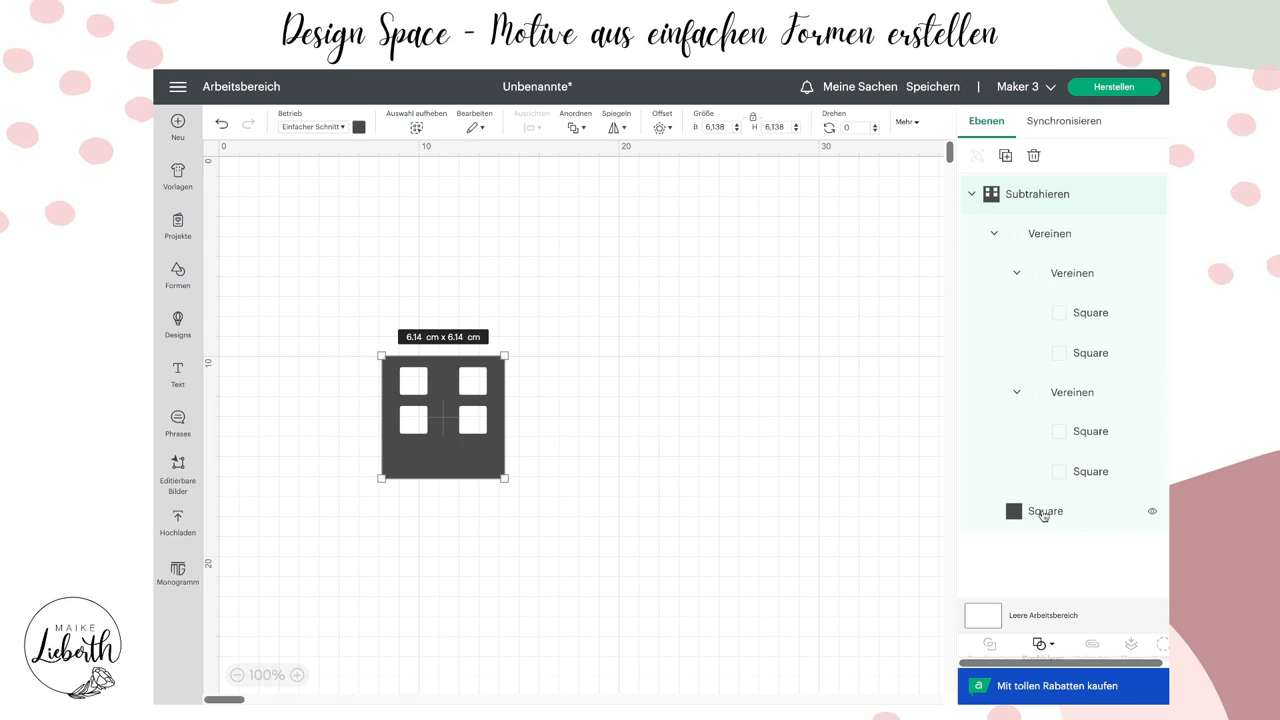 Design Space - Motive aus einfachen Formen erstellen
Arbeitsbereich
Unbenannte*
Meine Sachen
Speichern
|
Maker 3
Herstellen
Neu
Vorlagen
Projekte
Formen
Designs
Text
Phrases
Editierbare
Bilder
Hochladen
Monogramm
Betrieb
Einfacher Schnitt
Auswahl aufheben
Bearbeiten
Ausrichten
Anordnen
Spiegeln
Offset
Größe
B 6,138
H 6,138
Drehen
0
Mehr
0
10
20
30
0
10
20
6.14 cm x 6.14 cm
100%
Ebenen
Synchronisieren
Subtrahieren
Vereinen
Vereinen
Square
Square
Vereinen
Square
Square
Square
Leere Arbeitsbereich
Mit tollen Rabatten kaufen
MAIKE
Lieberth